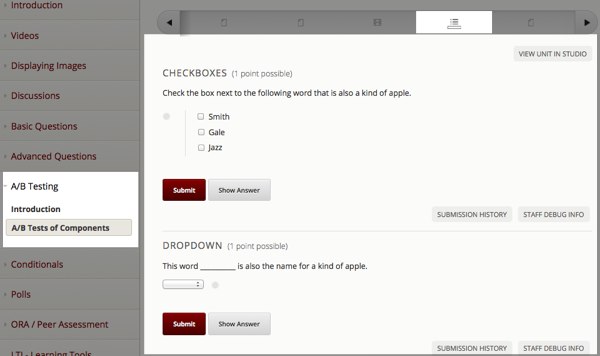 Introduction
Videos
Displaying Images
Discussions
Basic Questions
Advanced Questions
A/B Testing
Introduction
A/B Tests of Components
Conditionals
Polls
ORA / Peer Assessment
LTI - Learning Tools
VIEW UNIT IN STUDIO
CHECKBOXES (1 point possible)
Check the box next to the following word that is also a kind of apple.
Smith
Gale
Jazz
Submit Show Answer
SUBMISSION HISTORY STAFF DEBUG INFO
DROPDOWN (1 point possible)
This word __________ is also the name for a kind of apple.
Submit Show Answer
SUBMISSION HISTORY STAFF DEBUG INFO